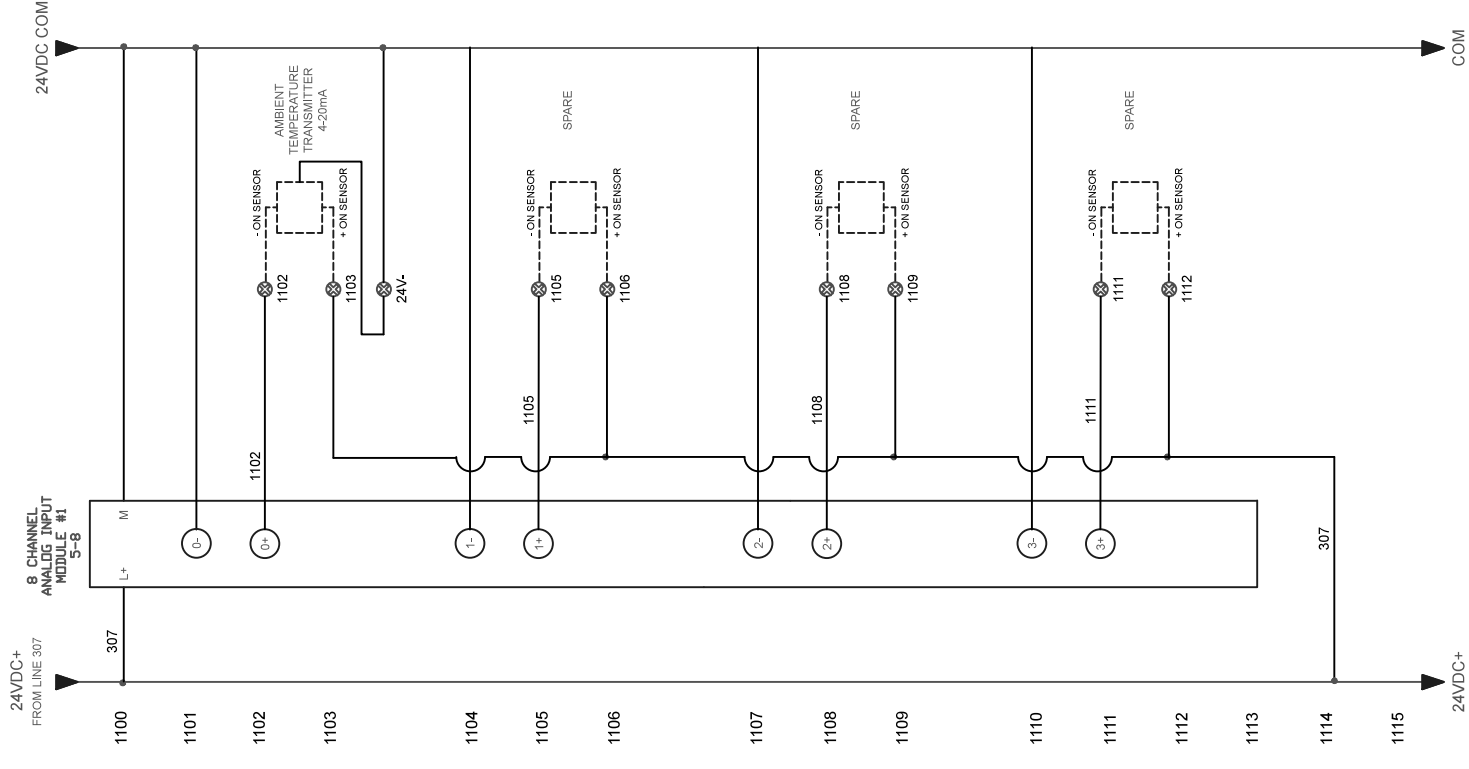 24VDC COM
COM
AMBIENT
TEMPERATURE
TRANSMITTER
4-20mA
SPARE
SPARE
SPARE
- ON SENSOR
+ ON SENSOR
- ON SENSOR
+ ON SENSOR
- ON SENSOR
+ ON SENSOR
- ON SENSOR
+ ON SENSOR
1102
1103
24V-
1105
1106
1108
1109
1111
1112
1102
1105
1108
1111
8 CHANNEL
ANALOG INPUT
MODULE #1
5-8
M
L+
0-
0+
1-
1+
2-
2+
3-
3+
307
307
24VDC+
FROM LINE 307
24VDC+
1100
1101
1102
1103
1104
1105
1106
1107
1108
1109
1110
1111
1112
1113
1114
1115